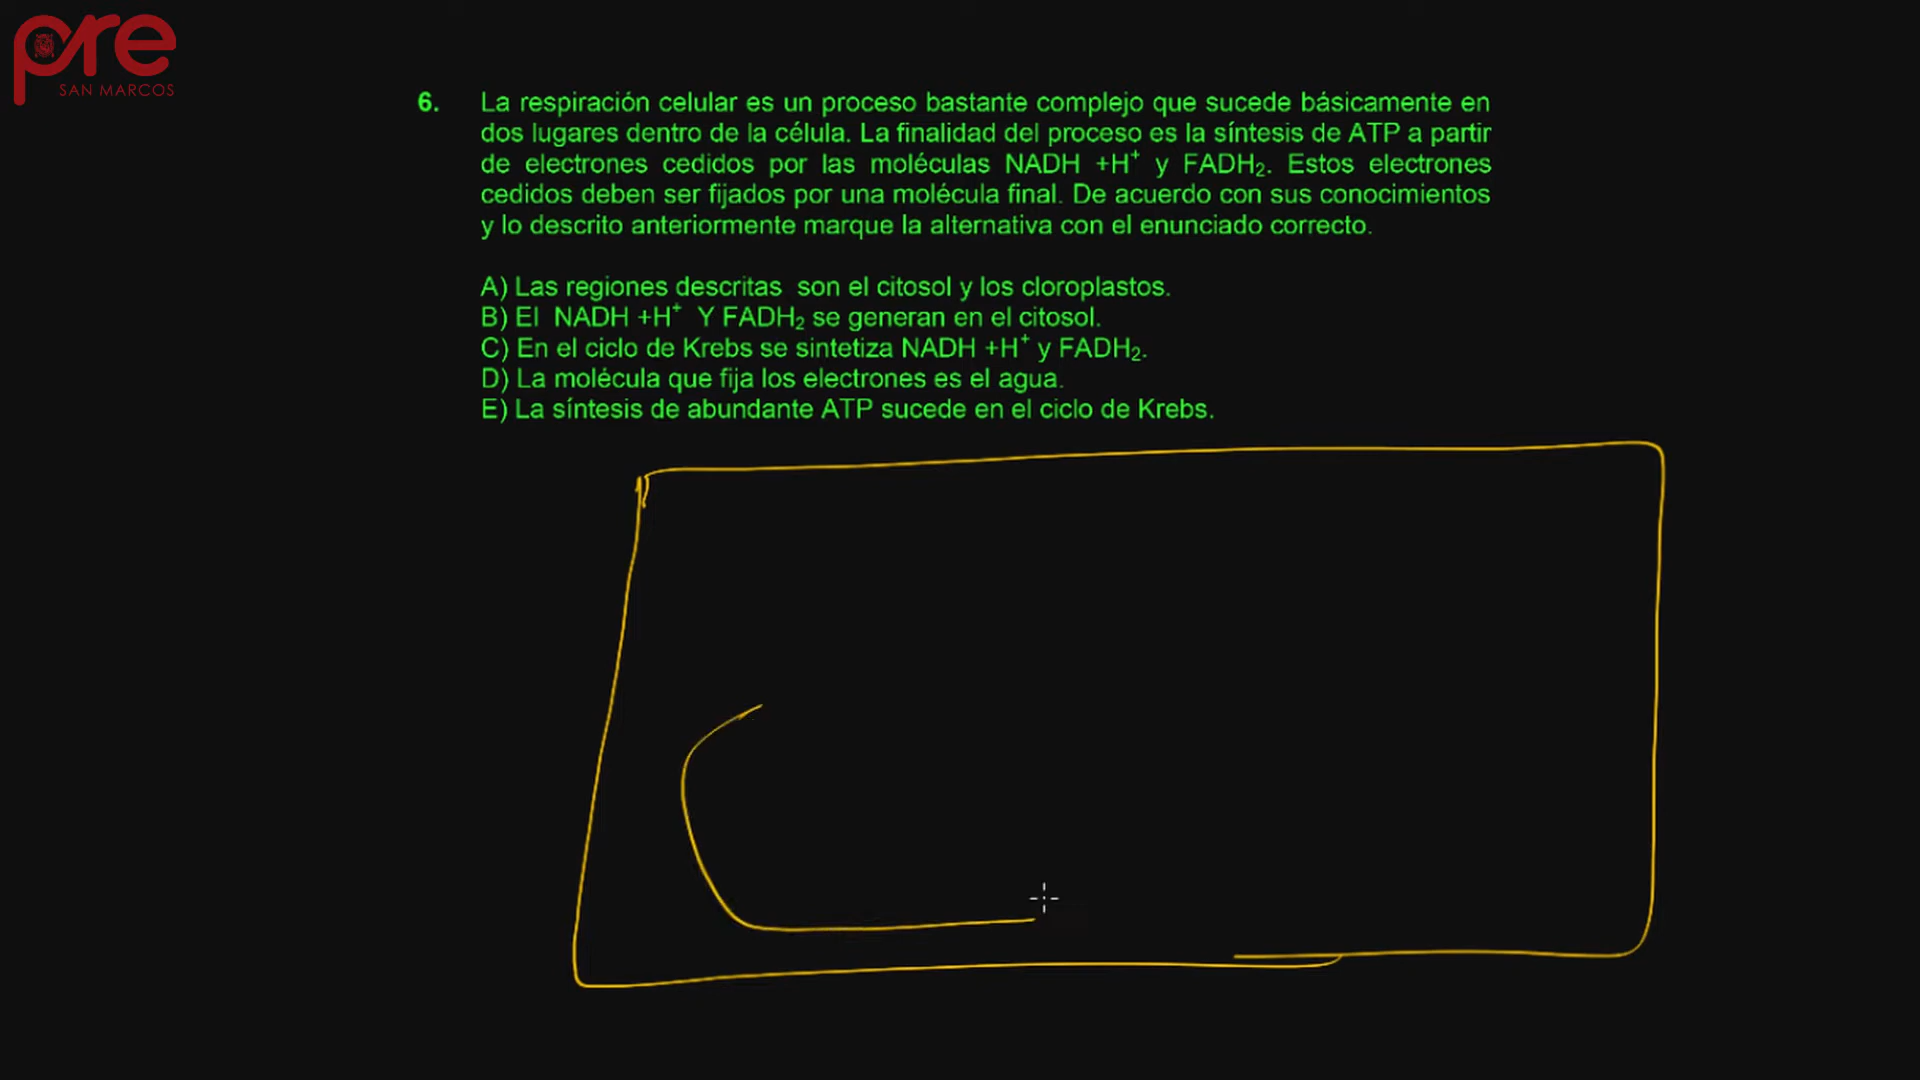 pre
SAN MARCOS
6. La respiración celular es un proceso bastante complejo que sucede básicamente en
dos lugares dentro de la célula. La finalidad del proceso es la síntesis de ATP a partir
de electrones cedidos por las moléculas NADH +H⁺ y FADH₂. Estos electrones
cedidos deben ser fijados por una molécula final. De acuerdo con sus conocimientos
y lo descrito anteriormente marque la alternativa con el enunciado correcto.
A) Las regiones descritas son el citosol y los cloroplastos.
B) El NADH +H⁺ Y FADH₂ se generan en el citosol.
C) En el ciclo de Krebs se sintetiza NADH +H⁺ y FADH₂.
D) La molécula que fija los electrones es el agua.
E) La síntesis de abundante ATP sucede en el ciclo de Krebs.